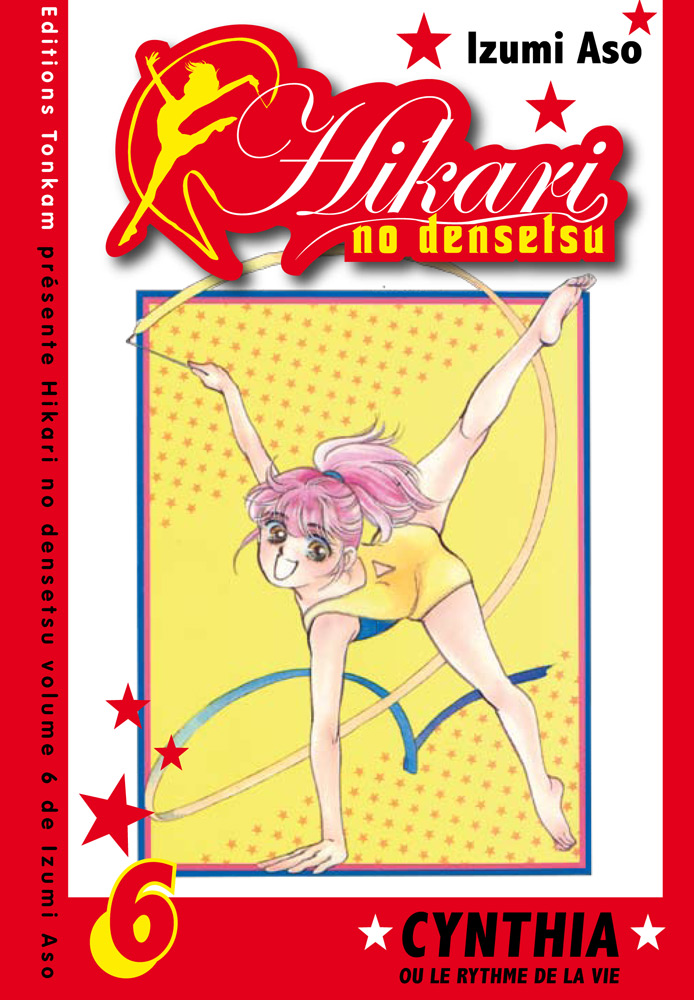 Izumi Aso
Hikari
no densetsu
Editions Tonkam présente Hikari no densetsu volume 6 de Izumi Aso
6
CYNTHIA
OU LE RYTHME DE LA VIE